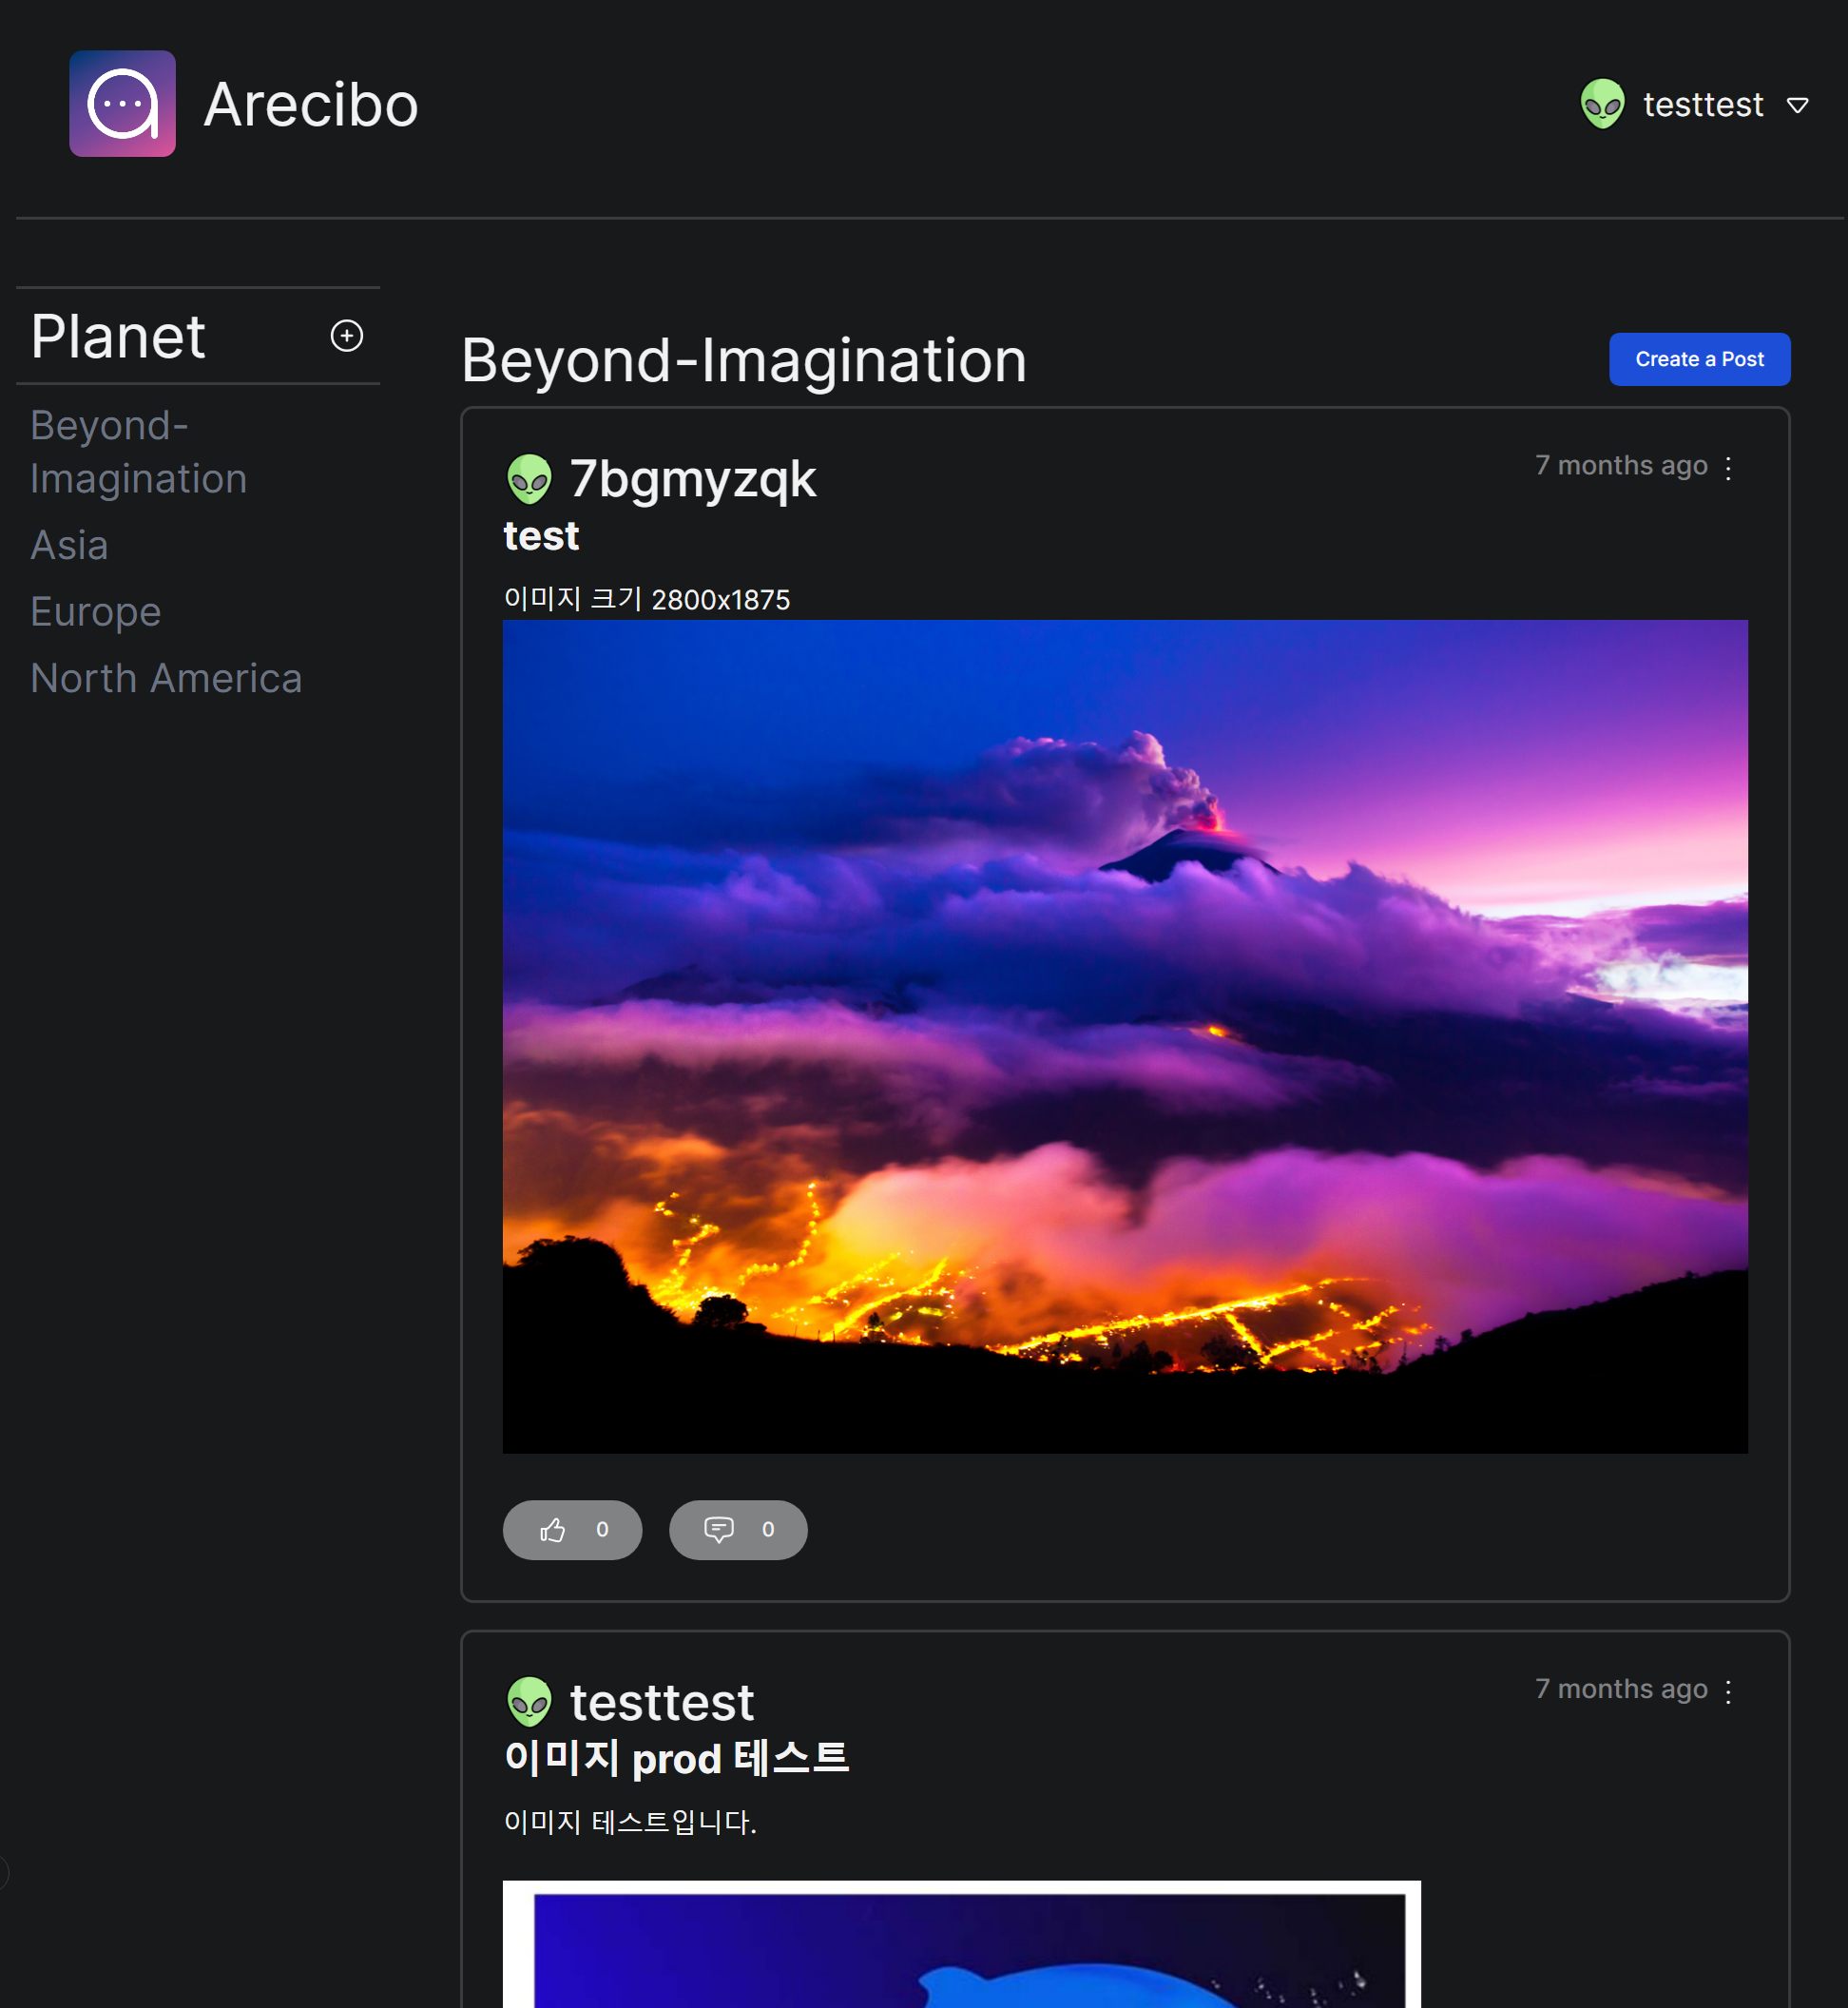 Arecibo
testtest
Planet
Beyond-
Imagination
Asia
Europe
North America
Beyond-Imagination
Create a Post
7bgmyzqk
7 months ago
test
이미지 크기 2800x1875
0
0
testtest
7 months ago
이미지 prod 테스트
이미지 테스트입니다.